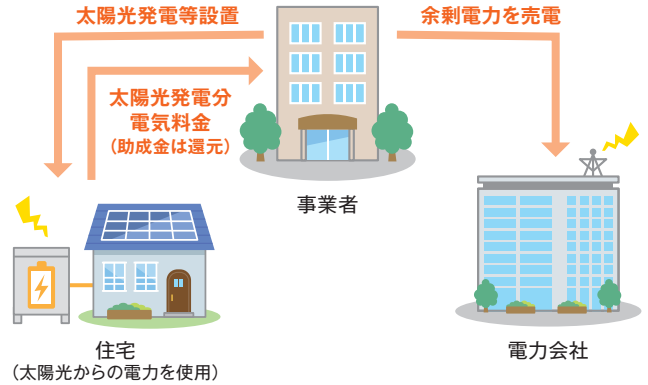 太陽光発電等設置
余剰電力を売電
太陽光発電分
電気料金
（助成金は還元）
事業者
住宅
（太陽光からの電力を使用）
電力会社